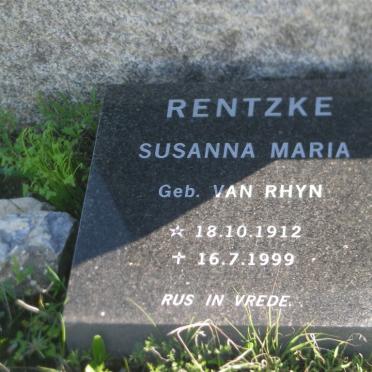 RENTZKE
SUSANNA MARIA
Geb. VAN RHYN
☆ 18.10.1912
✝ 16.7.1999
RUS IN VREDE.